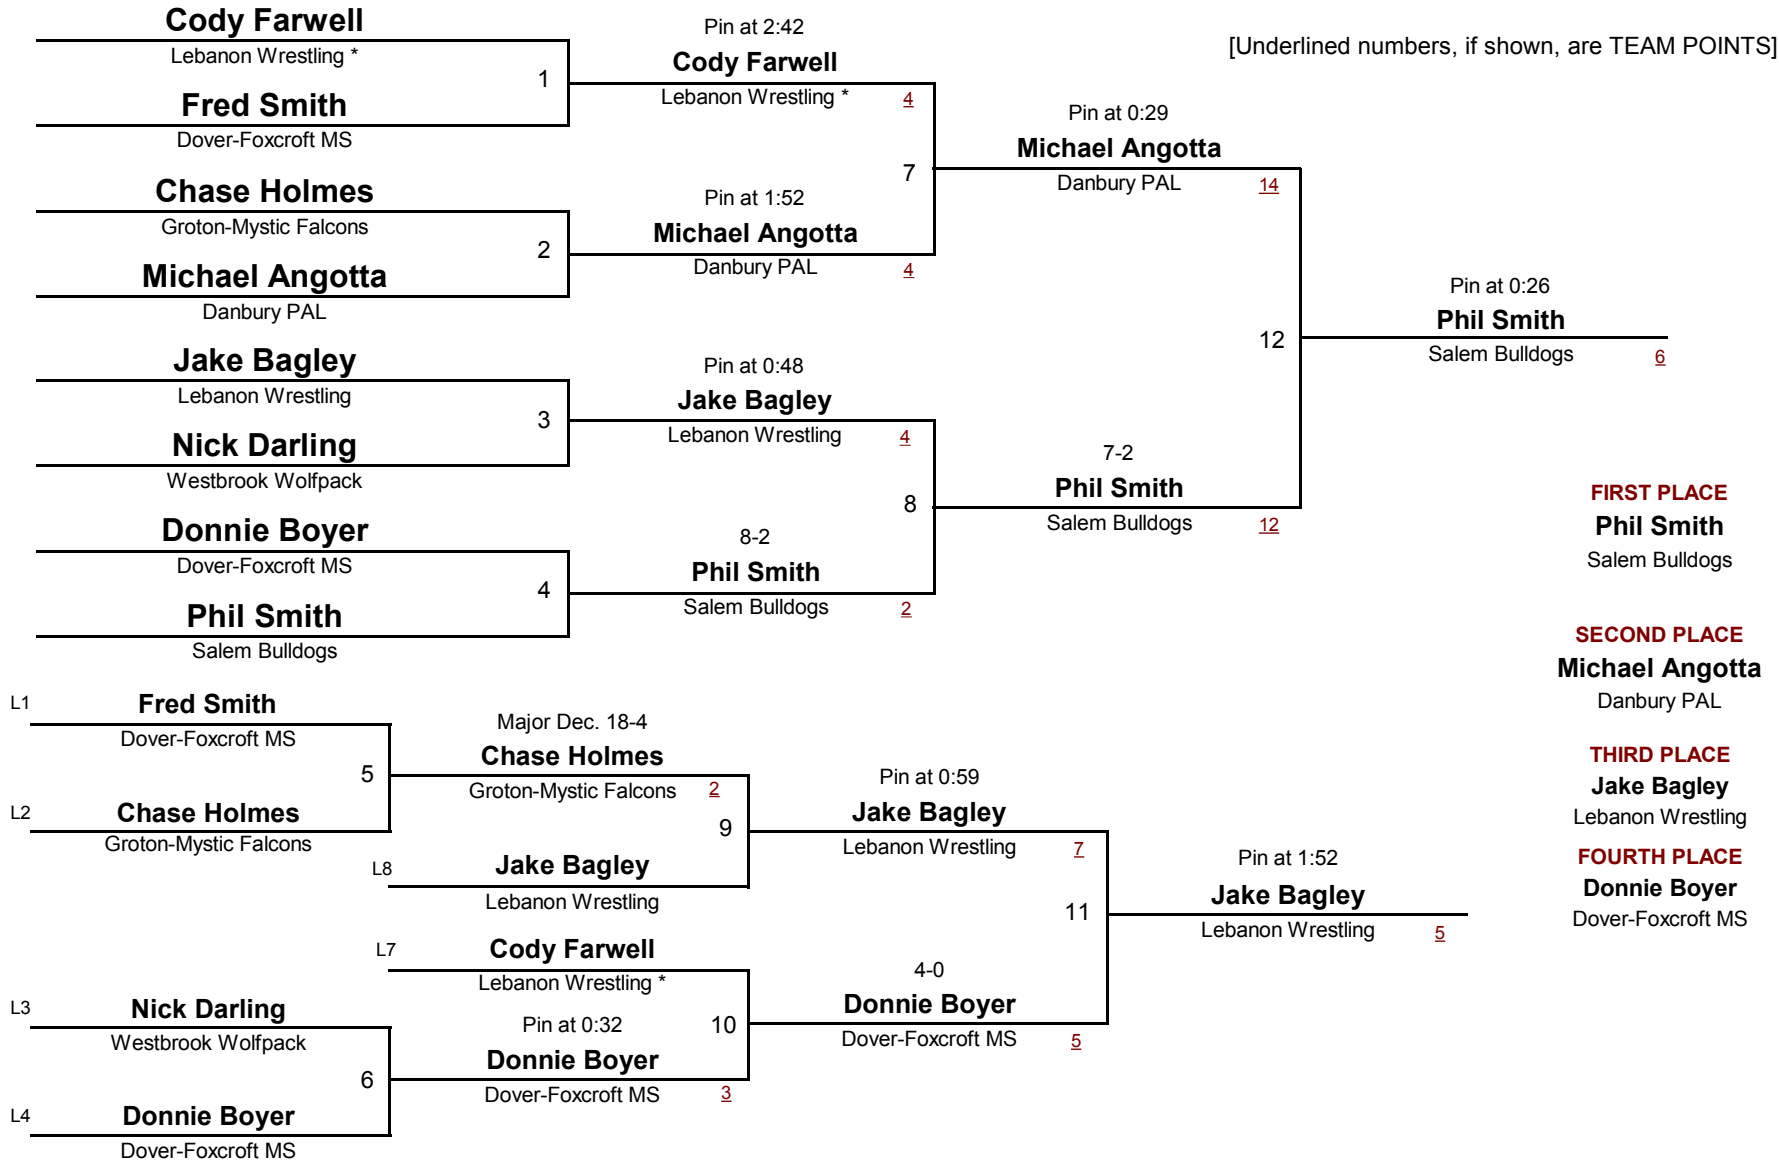 Cody Farwell
Lebanon Wrestling *
1
Fred Smith
Dover-Foxcroft MS
Chase Holmes
Groton-Mystic Falcons
2
Michael Angotta
Danbury PAL
Jake Bagley
Lebanon Wrestling
3
Nick Darling
Westbrook Wolfpack
Donnie Boyer
Dover-Foxcroft MS
4
Phil Smith
Salem Bulldogs
Pin at 2:42
Cody Farwell
Lebanon Wrestling * 4
7
Pin at 1:52
Michael Angotta
Danbury PAL 4
Pin at 0:48
Jake Bagley
Lebanon Wrestling 4
8
8-2
Phil Smith
Salem Bulldogs 2
[Underlined numbers, if shown, are TEAM POINTS]
Pin at 0:29
Michael Angotta
Danbury PAL 14
12
7-2
Phil Smith
Salem Bulldogs 12
Pin at 0:26
Phil Smith
Salem Bulldogs 6
FIRST PLACE
Phil Smith
Salem Bulldogs
SECOND PLACE
Michael Angotta
Danbury PAL
THIRD PLACE
Jake Bagley
Lebanon Wrestling
FOURTH PLACE
Donnie Boyer
Dover-Foxcroft MS
L1 Fred Smith
Dover-Foxcroft MS
5
L2 Chase Holmes
Groton-Mystic Falcons
Major Dec. 18-4
Chase Holmes
Groton-Mystic Falcons 2
9
L8 Jake Bagley
Lebanon Wrestling
L7 Cody Farwell
Lebanon Wrestling *
10
L3 Nick Darling
Westbrook Wolfpack
6
L4 Donnie Boyer
Dover-Foxcroft MS
Pin at 0:32
Donnie Boyer
Dover-Foxcroft MS 3
Pin at 0:59
Jake Bagley
Lebanon Wrestling 7
11
4-0
Donnie Boyer
Dover-Foxcroft MS 5
Pin at 1:52
Jake Bagley
Lebanon Wrestling 5